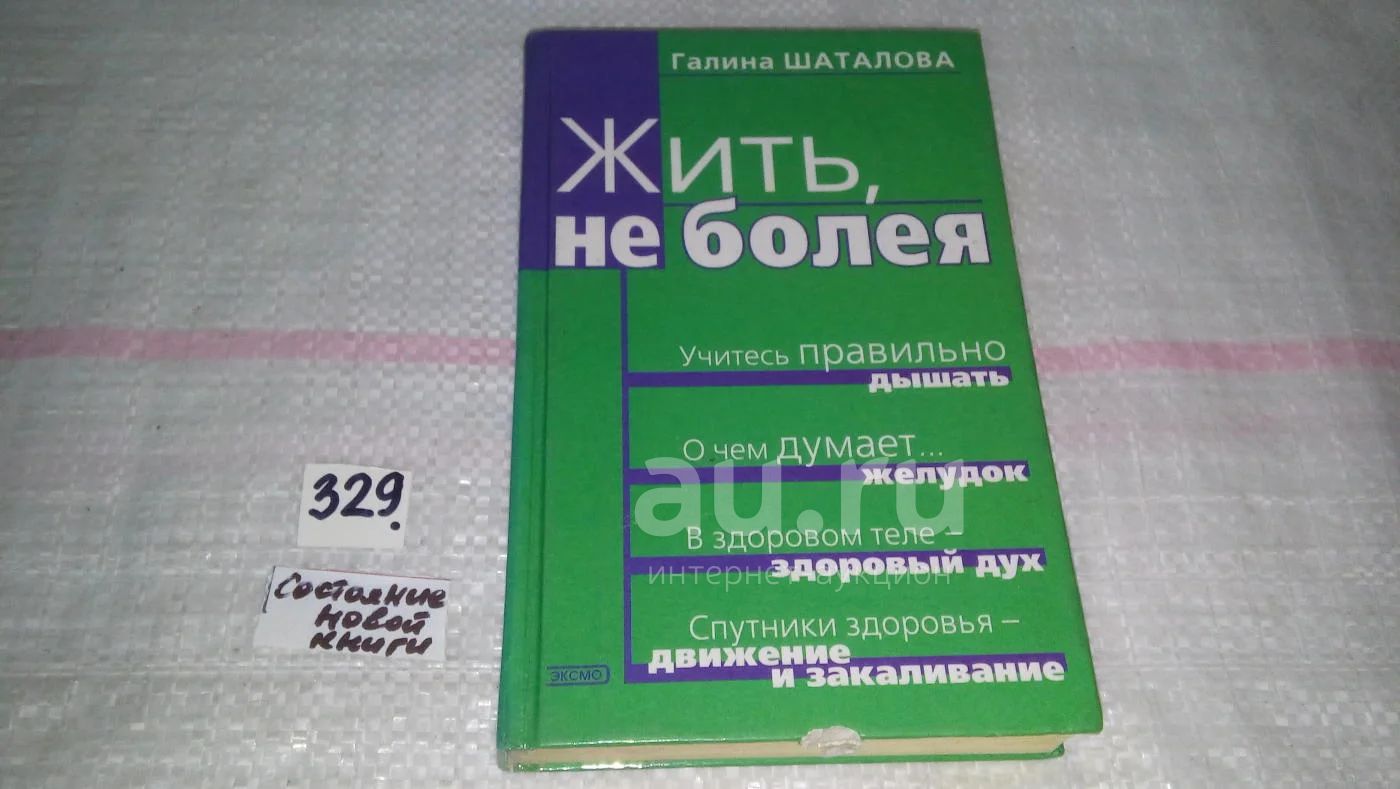 Галина ШАТАЛОВА
Жить,
не болея
Учитесь правильно
дышать
О чем думает...
желудок
В здоровом теле –
здоровый дух
Спутники здоровья –
движение
и закаливание
ЭКСМО
329.
Состояние
новой
книги
au.ru
интернет-аукцион